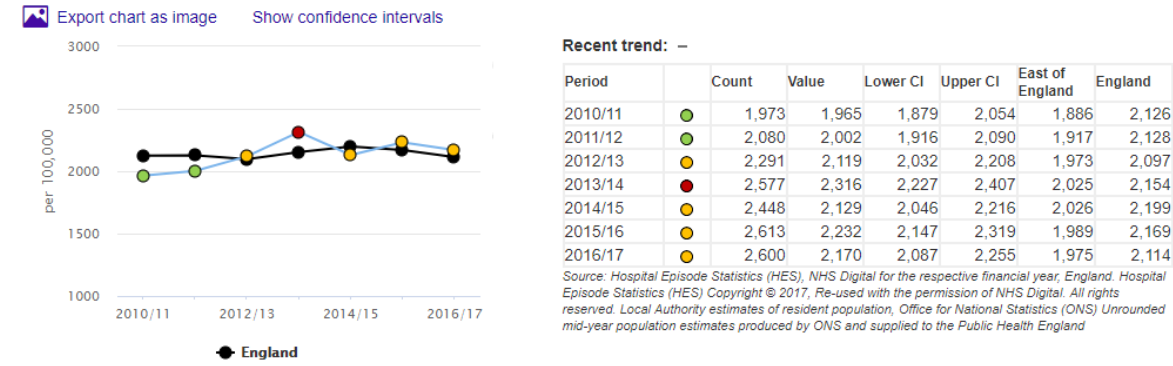 Export chart as image Show confidence intervals
3000
2500
2000
1500
1000
per 100,000
2010/11 2012/13 2014/15 2016/17
England
Recent trend: –
Period Count Value Lower CI Upper CI East of England England
2010/11 1,973 1,965 1,879 2,054 1,886 2,126
2011/12 2,080 2,002 1,916 2,090 1,917 2,128
2012/13 2,291 2,119 2,032 2,208 1,973 2,097
2013/14 2,577 2,316 2,227 2,407 2,025 2,154
2014/15 2,448 2,129 2,046 2,216 2,026 2,199
2015/16 2,613 2,232 2,147 2,319 1,989 2,169
2016/17 2,600 2,170 2,087 2,255 1,975 2,114
Source: Hospital Episode Statistics (HES), NHS Digital for the respective financial year, England. Hospital
Episode Statistics (HES) Copyright © 2017, Re-used with the permission of NHS Digital. All rights
reserved. Local Authority estimates of resident population, Office for National Statistics (ONS) Unrounded
mid-year population estimates produced by ONS and supplied to the Public Health England